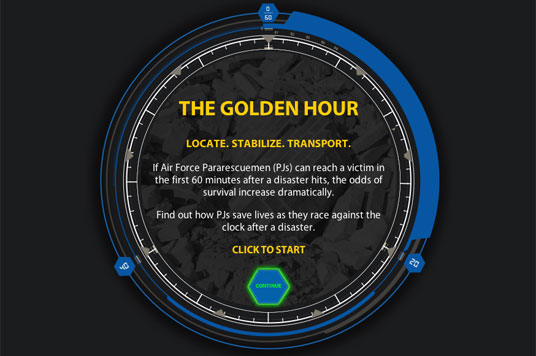 0
60
THE GOLDEN HOUR
LOCATE. STABILIZE. TRANSPORT.
If Air Force Pararescuemen (PJs) can reach a victim in
the first 60 minutes after a disaster hits, the odds of
survival increase dramatically.
Find out how PJs save lives as they race against the
clock after a disaster.
CLICK TO START
40
20
CONTINUE